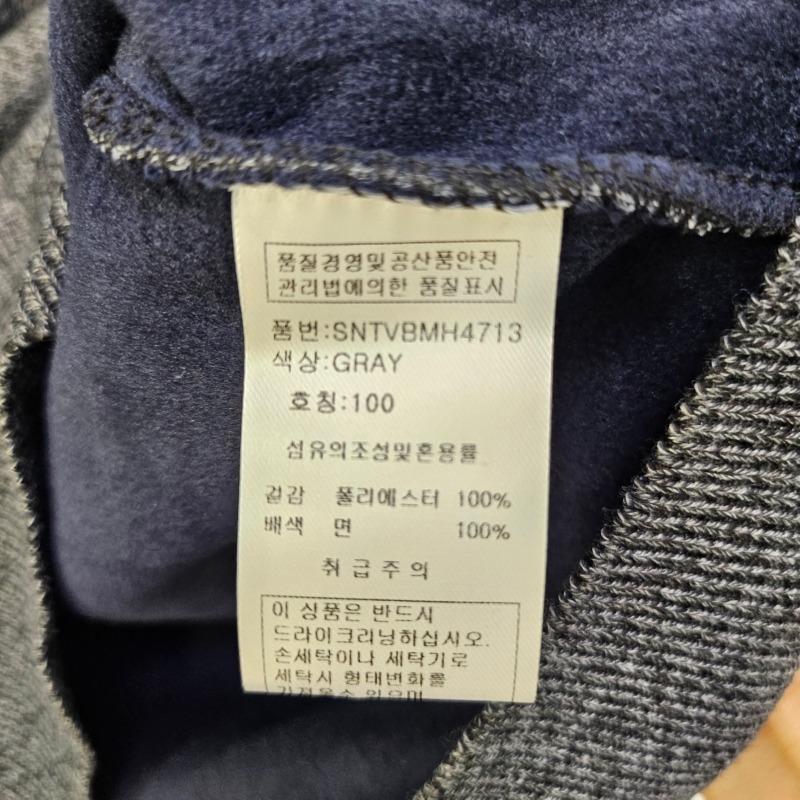 품질경영및공산품안전
관리법에의한 품질표시
품번:SNTVBMH4713
색상:GRAY
호칭:100
섬유의조성및혼용률
겉감 폴리에스터 100%
배색 면 100%
취급주의
이 상품은 반드시
드라이크리닝하십시오.
손세탁이나 세탁기로
세탁시 형태변화를